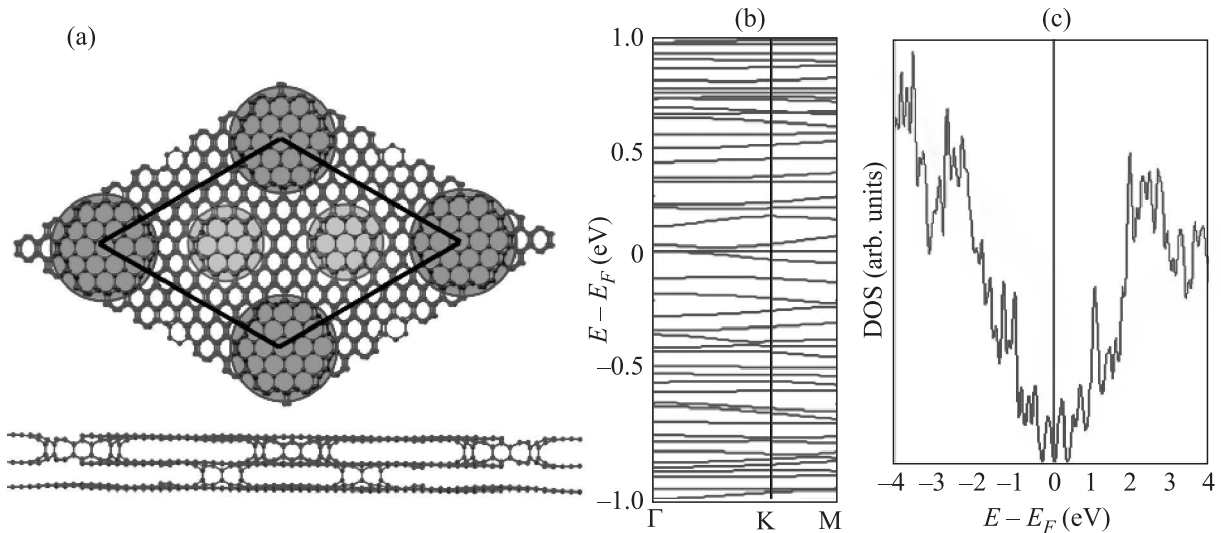 (a)
(b)
1.0
0.5
0
–0.5
–1.0
E – E_F (eV)
Γ K M
(c)
DOS (arb. units)
–4 –3 –2 –1 0 1 2 3 4
E – E_F (eV)